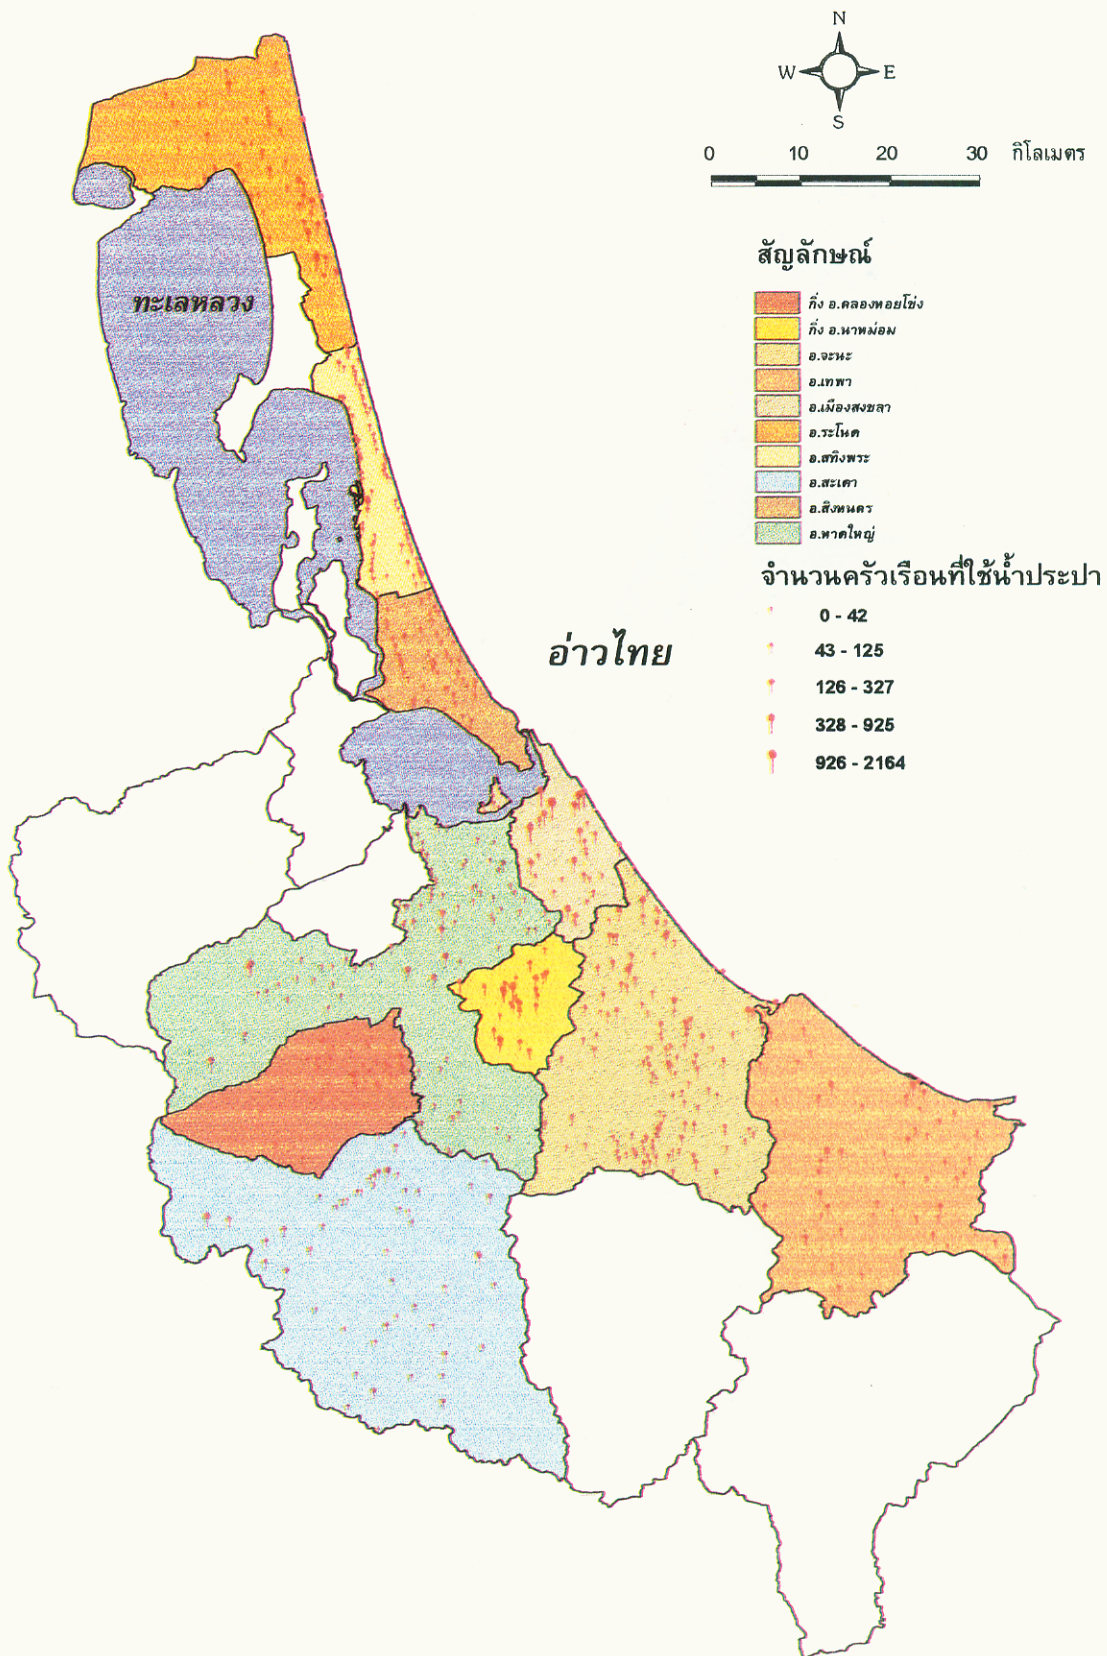 N
W E
S
0 10 20 30 กิโลเมตร
สัญลักษณ์
กิ่ง อ.คลองหอยโข่ง
กิ่ง อ.นาหม่อม
อ.จะนะ
อ.เทพา
อ.เมืองสงขลา
อ.ระโนด
อ.สทิงพระ
อ.สะเดา
อ.สิงหนคร
อ.หาดใหญ่
จำนวนครัวเรือนที่ใช้น้ำประปา
0 - 42
43 - 125
126 - 327
328 - 925
926 - 2164
ทะเลหลวง
อ่าวไทย